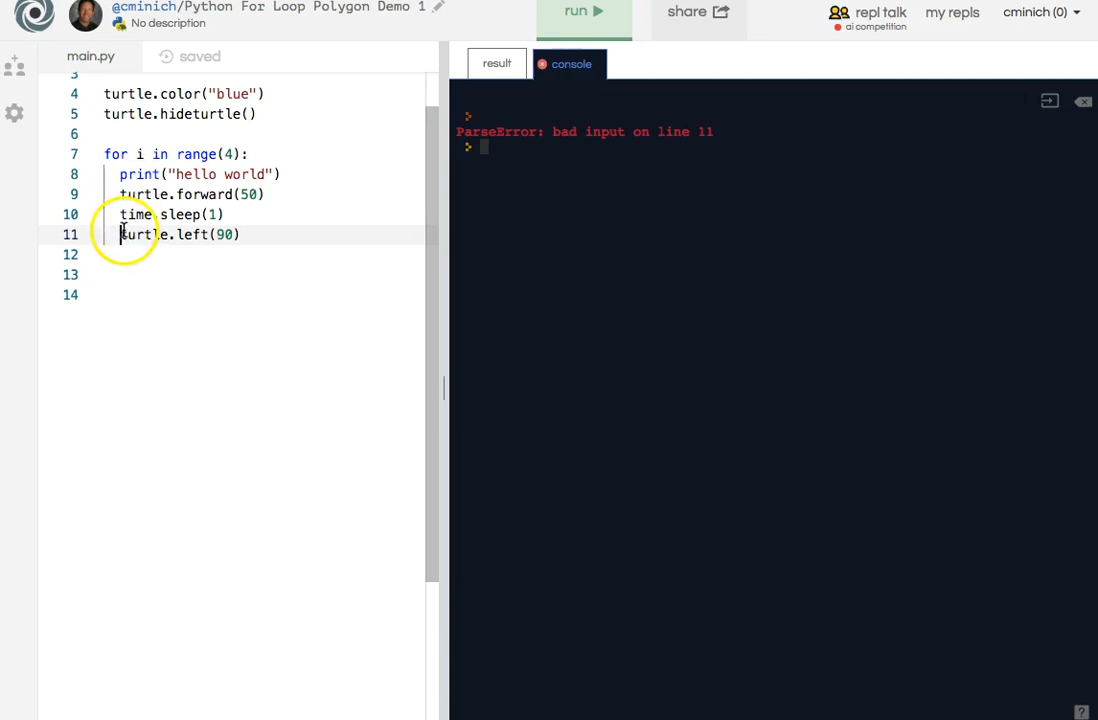 @cminich/Python For Loop Polygon Demo 1
No description
run
share
repl talk
ai competition
my repls
cminich (0)
main.py
saved
result
console
3
4 turtle.color("blue")
5 turtle.hideturtle()
6
7 for i in range(4):
8 print("hello world")
9 turtle.forward(50)
10 time.sleep(1)
11 turtle.left(90)
12
13
14
>
ParseError: bad input on line 11
>
?